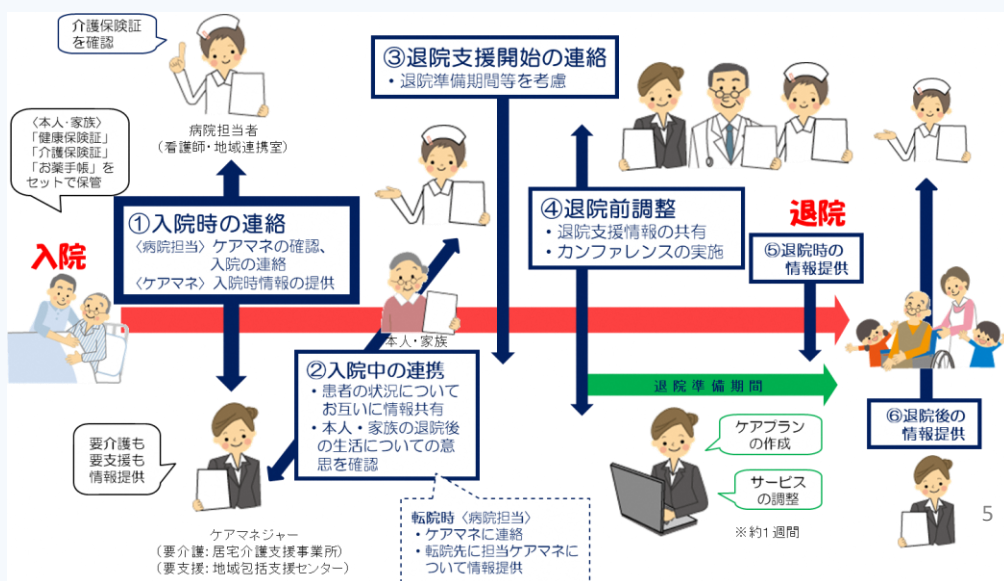 介護保険証
を確認
〈本人・家族〉
「健康保険証」
「介護保険証」
「お薬手帳」を
セットで保管
病院担当者
（看護師・地域連携室）
入院
①入院時の連絡
〈病院担当〉ケアマネの確認、
入院の連絡
〈ケアマネ〉入院時情報の提供
本人・家族
②入院中の連携
・患者の状況について
お互いに情報共有
・本人・家族の退院後
の生活についての意
思を確認
要介護も
要支援も
情報提供
ケアマネジャー
（要介護：居宅介護支援事業所）
（要支援：地域包括支援センター）
転院時〈病院担当〉
・ケアマネに連絡
・転院先に担当ケアマネに
ついて情報提供
③退院支援開始の連絡
・退院準備期間等を考慮
④退院前調整
・退院支援情報の共有
・カンファレンスの実施
退院準備期間
ケアプラン
の作成
サービス
の調整
※約1週間
退院
⑤退院時の
情報提供
⑥退院後の
情報提供
5